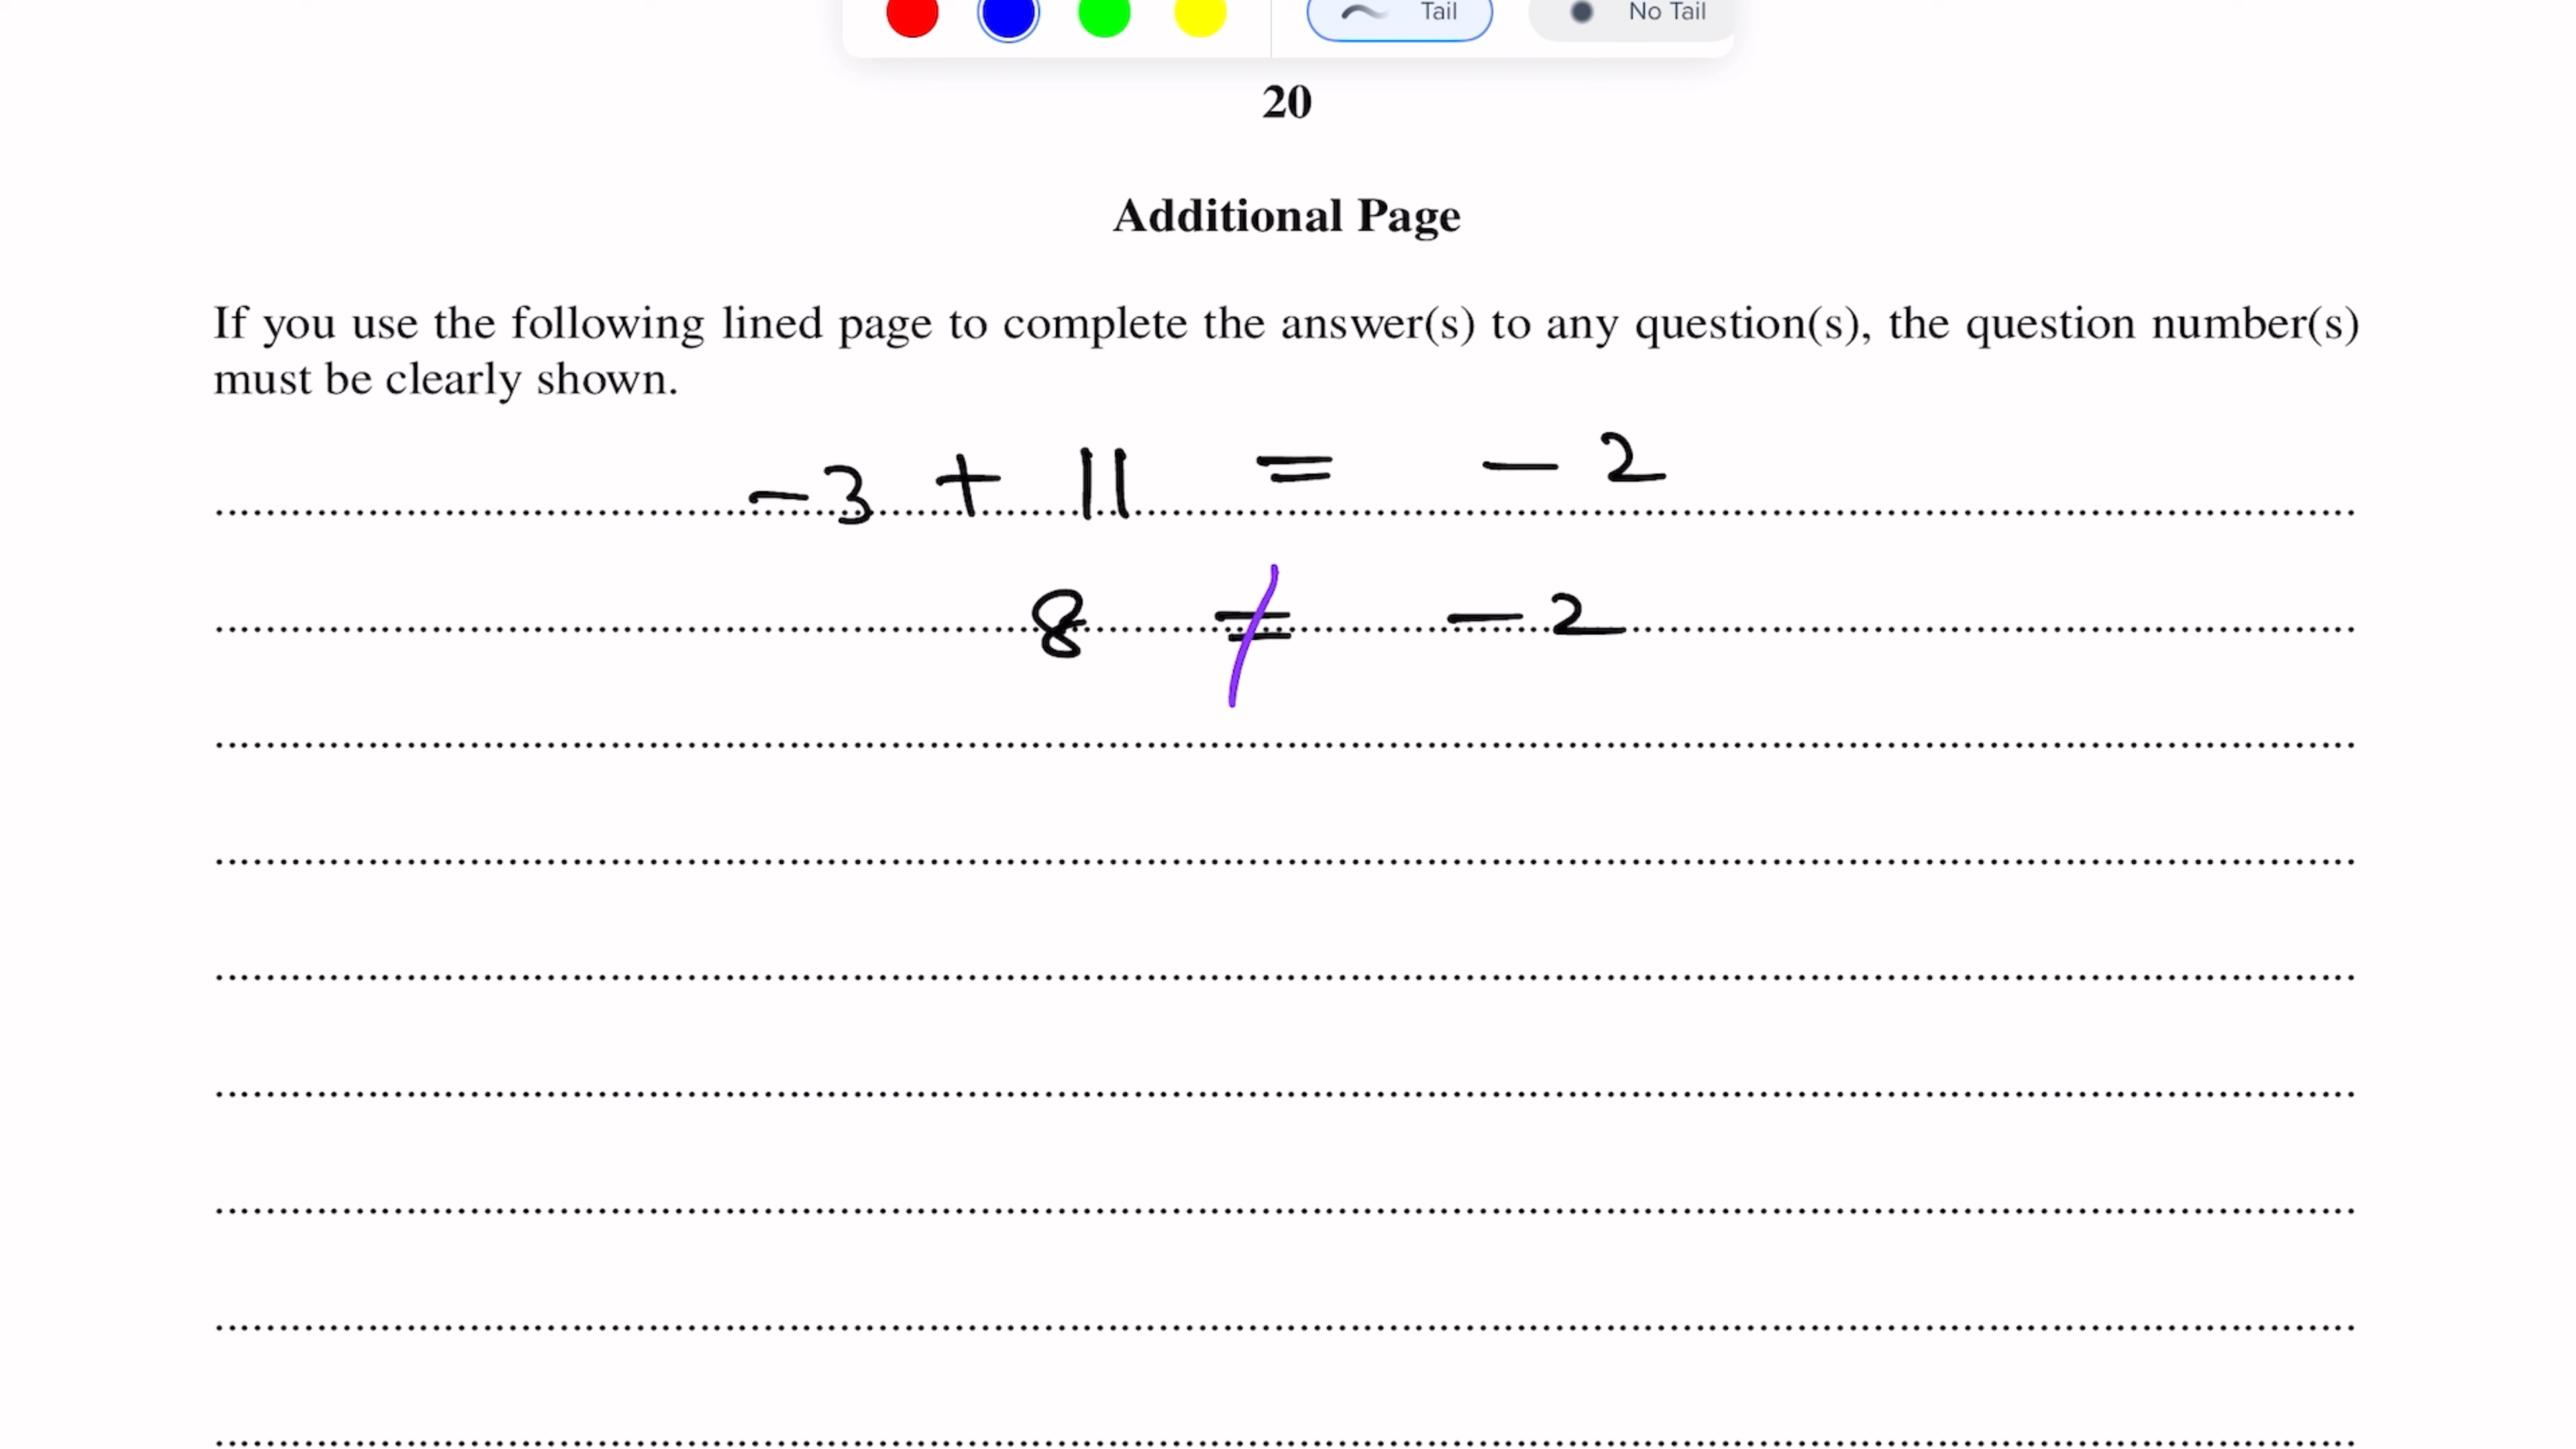 Tail No Tail
20
Additional Page
If you use the following lined page to complete the answer(s) to any question(s), the question number(s)
must be clearly shown.
-3 + 11 = -2
8 ≠ -2